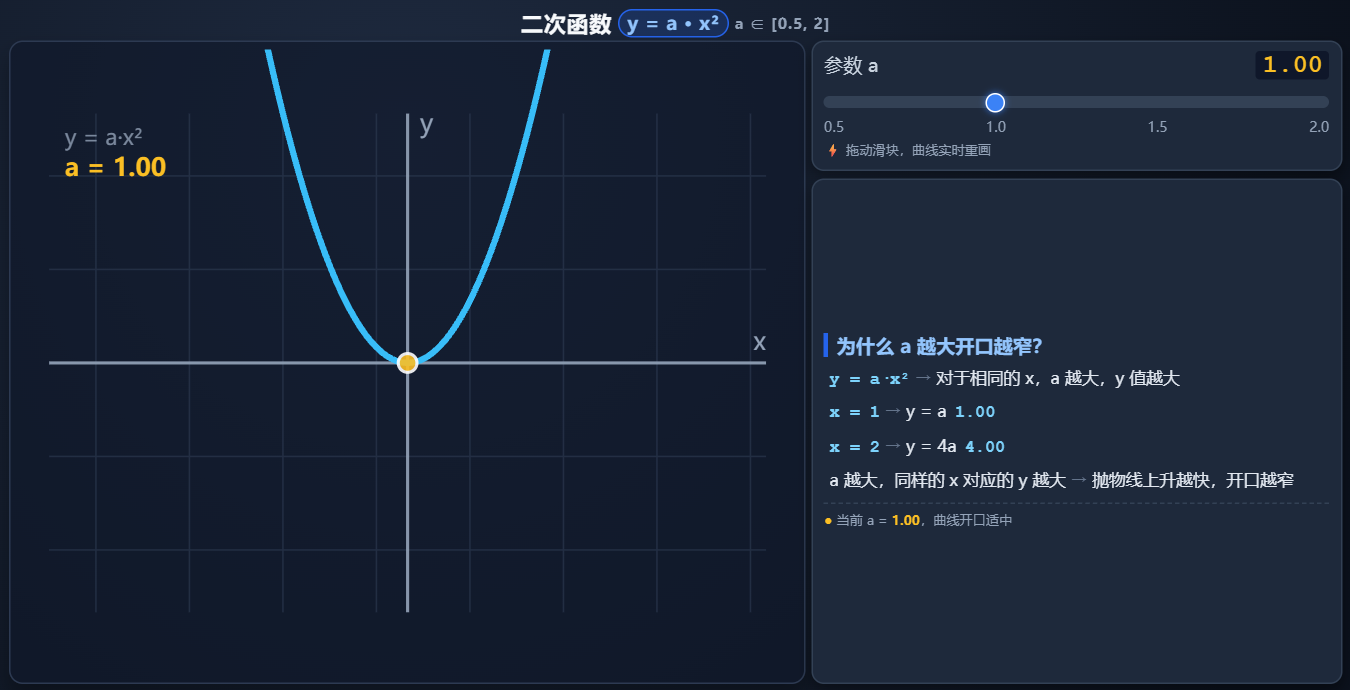 二次函数 y = a · x² a ∈ [0.5, 2]
y = a·x²
a = 1.00
y
x
参数 a 1.00
0.5 1.0 1.5 2.0
⚡ 拖动滑块，曲线实时重画
为什么 a 越大开口越窄？
y = a·x² → 对于相同的 x，a 越大，y 值越大
x = 1 → y = a 1.00
x = 2 → y = 4a 4.00
a 越大，同样的 x 对应的 y 越大 → 抛物线上升越快，开口越窄
● 当前 a = 1.00，曲线开口适中